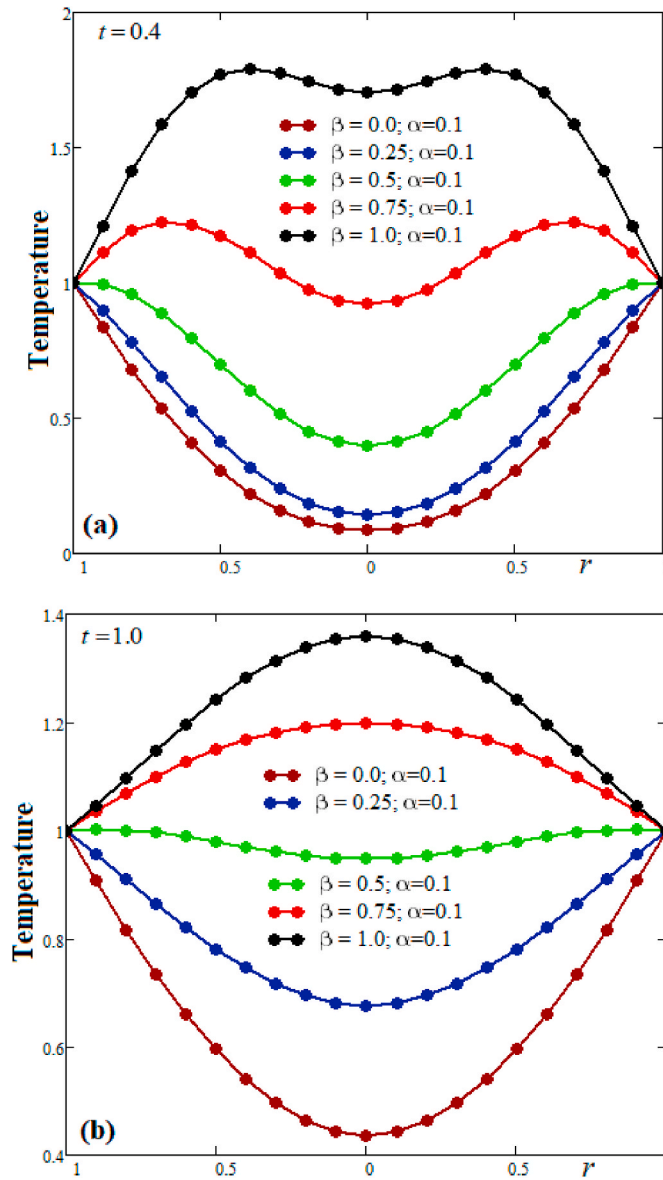 2
t = 0.4
β = 0.0; α=0.1
1.5
β = 0.25; α=0.1
β = 0.5; α=0.1
β = 0.75; α=0.1
β = 1.0; α=0.1
Temperature
1
0.5
(a)
0
1 0.5 0 0.5 r
1.4
t = 1.0
1.2
β = 0.0; α=0.1
β = 0.25; α=0.1
Temperature
1
β = 0.5; α=0.1
β = 0.75; α=0.1
β = 1.0; α=0.1
0.8
0.6
(b)
0.4
1 0.5 0 0.5 r